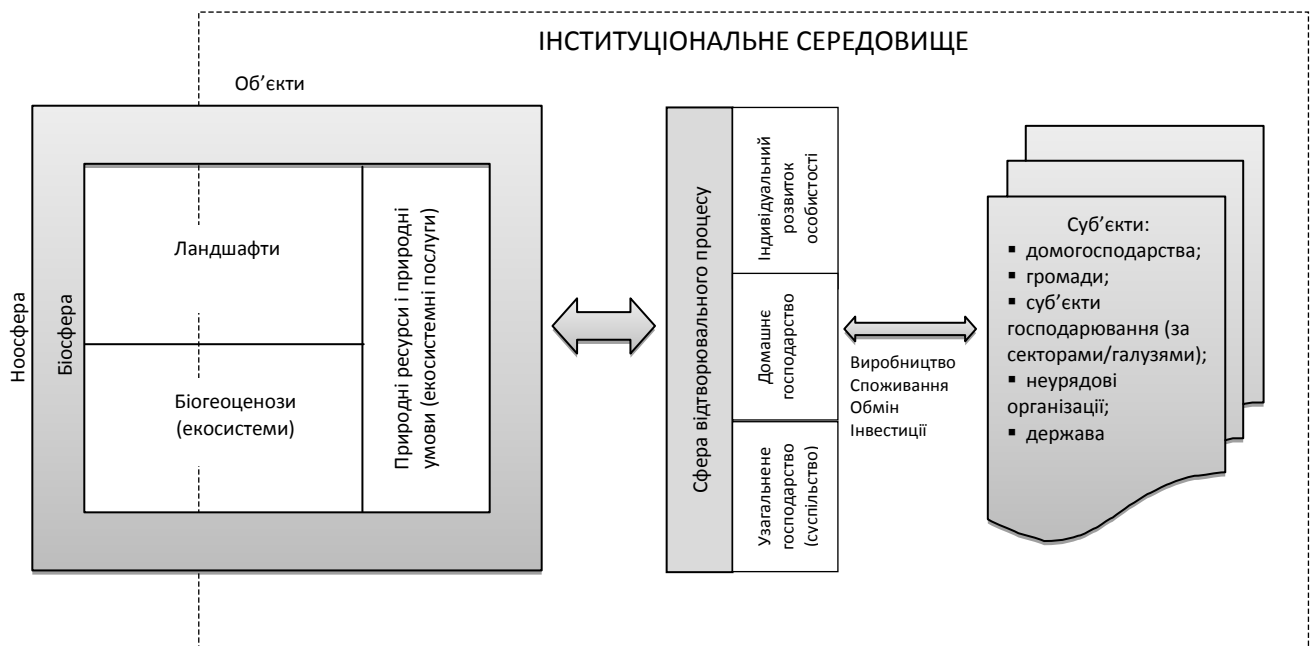 ІНСТИТУЦІОНАЛЬНЕ СЕРЕДОВИЩЕ
Об’єкти
Ноосфера
Біосфера
Ландшафти
Біогеоценози
(екосистеми)
Природні ресурси і природні
умови (екосистемні послуги)
Сфера відтворювального процесу
Індивідуальний
розвиток
особистості
Домашнє
господарство
Узагальнене
господарство
(суспільство)
Виробництво
Споживання
Обмін
Інвестиції
Суб’єкти:
▪ домогосподарства;
▪ громади;
▪ суб’єкти
господарювання (за
секторами/галузями);
▪ неурядові
організації;
▪ держава